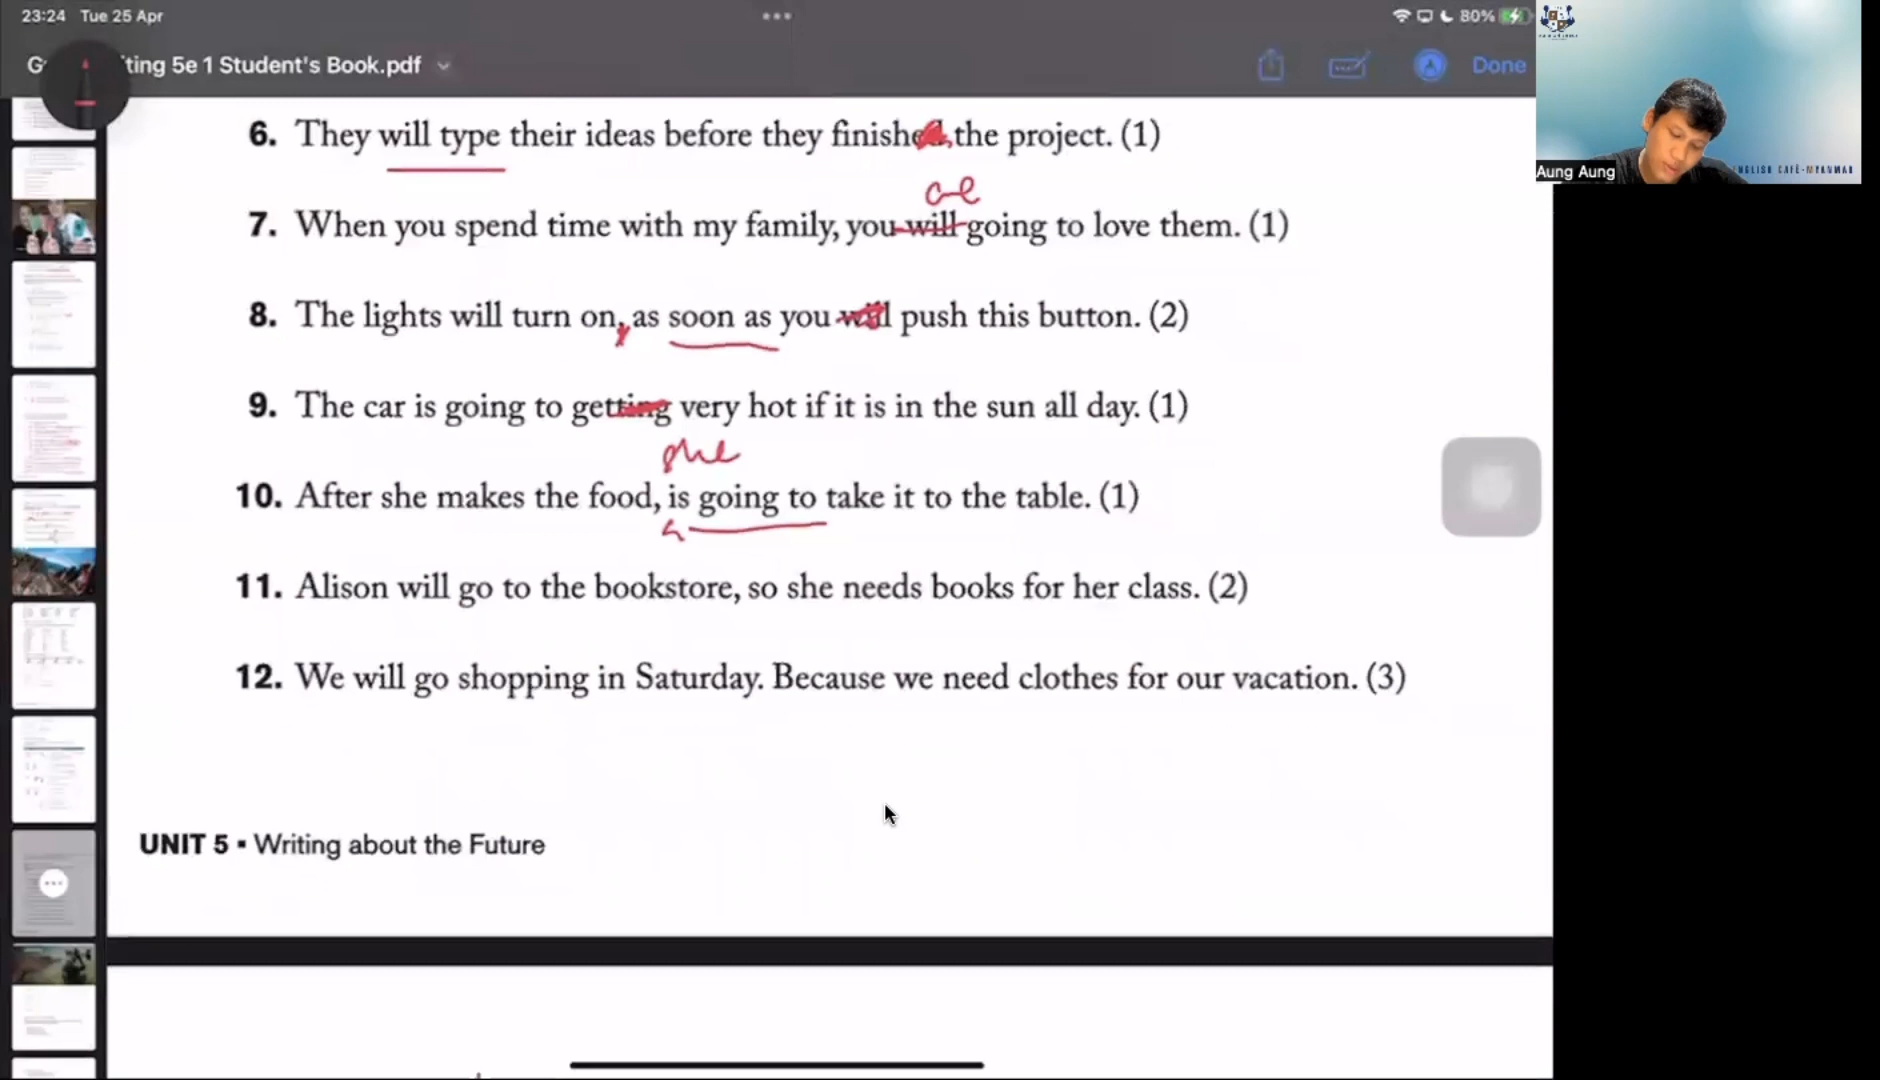 23:24 Tue 25 Apr
80%
ting 5e 1 Student's Book.pdf
Done
Aung Aung
6. They will type their ideas before they finished the project. (1)
are
7. When you spend time with my family, you will going to love them. (1)
8. The lights will turn on, as soon as you will push this button. (2)
9. The car is going to getting very hot if it is in the sun all day. (1)
she
10. After she makes the food, is going to take it to the table. (1)
11. Alison will go to the bookstore, so she needs books for her class. (2)
12. We will go shopping in Saturday. Because we need clothes for our vacation. (3)
UNIT 5 ▪ Writing about the Future